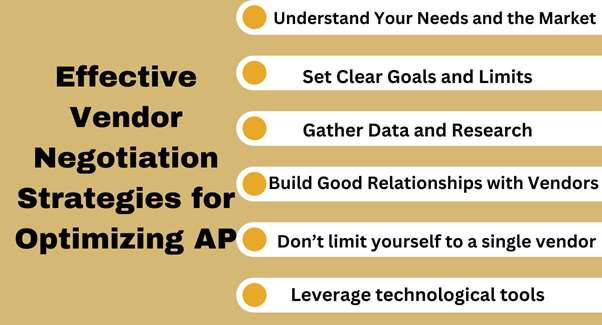 Effective
Vendor
Negotiation
Strategies for
Optimizing AP
Understand Your Needs and the Market
Set Clear Goals and Limits
Gather Data and Research
Build Good Relationships with Vendors
Don’t limit yourself to a single vendor
Leverage technological tools